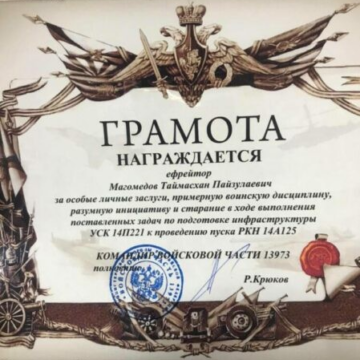 ГРАМОТА
НАГРАЖДАЕТСЯ
ефрейтор
Магомедов Таймасхан Пайзулаевич
за особые личные заслуги, примерную воинскую дисциплину,
разумную инициативу и старание в ходе выполнения
поставленных задач по подготовке инфраструктуры
УСК 14П221 к проведению пуска РКН 14А125
КОМАНДИР ВОЙСКОВОЙ ЧАСТИ 13973
полковник
Р.Крюков